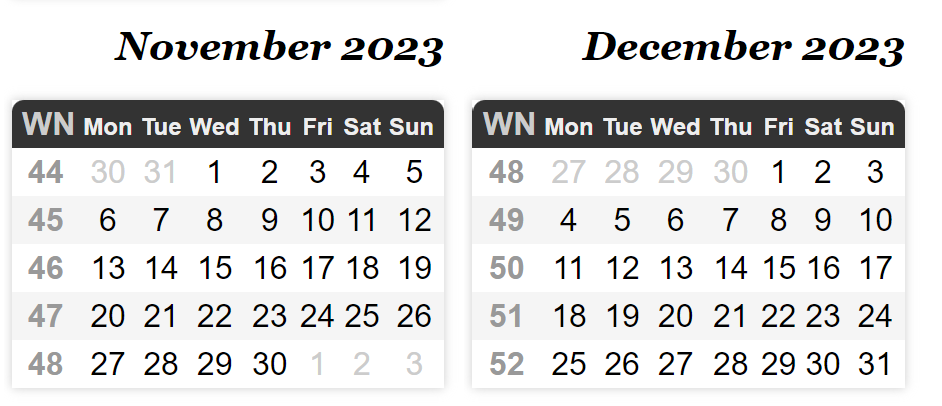 November 2023
WN Mon Tue Wed Thu Fri Sat Sun
44 30 31 1 2 3 4 5
45 6 7 8 9 10 11 12
46 13 14 15 16 17 18 19
47 20 21 22 23 24 25 26
48 27 28 29 30 1 2 3
December 2023
WN Mon Tue Wed Thu Fri Sat Sun
48 27 28 29 30 1 2 3
49 4 5 6 7 8 9 10
50 11 12 13 14 15 16 17
51 18 19 20 21 22 23 24
52 25 26 27 28 29 30 31